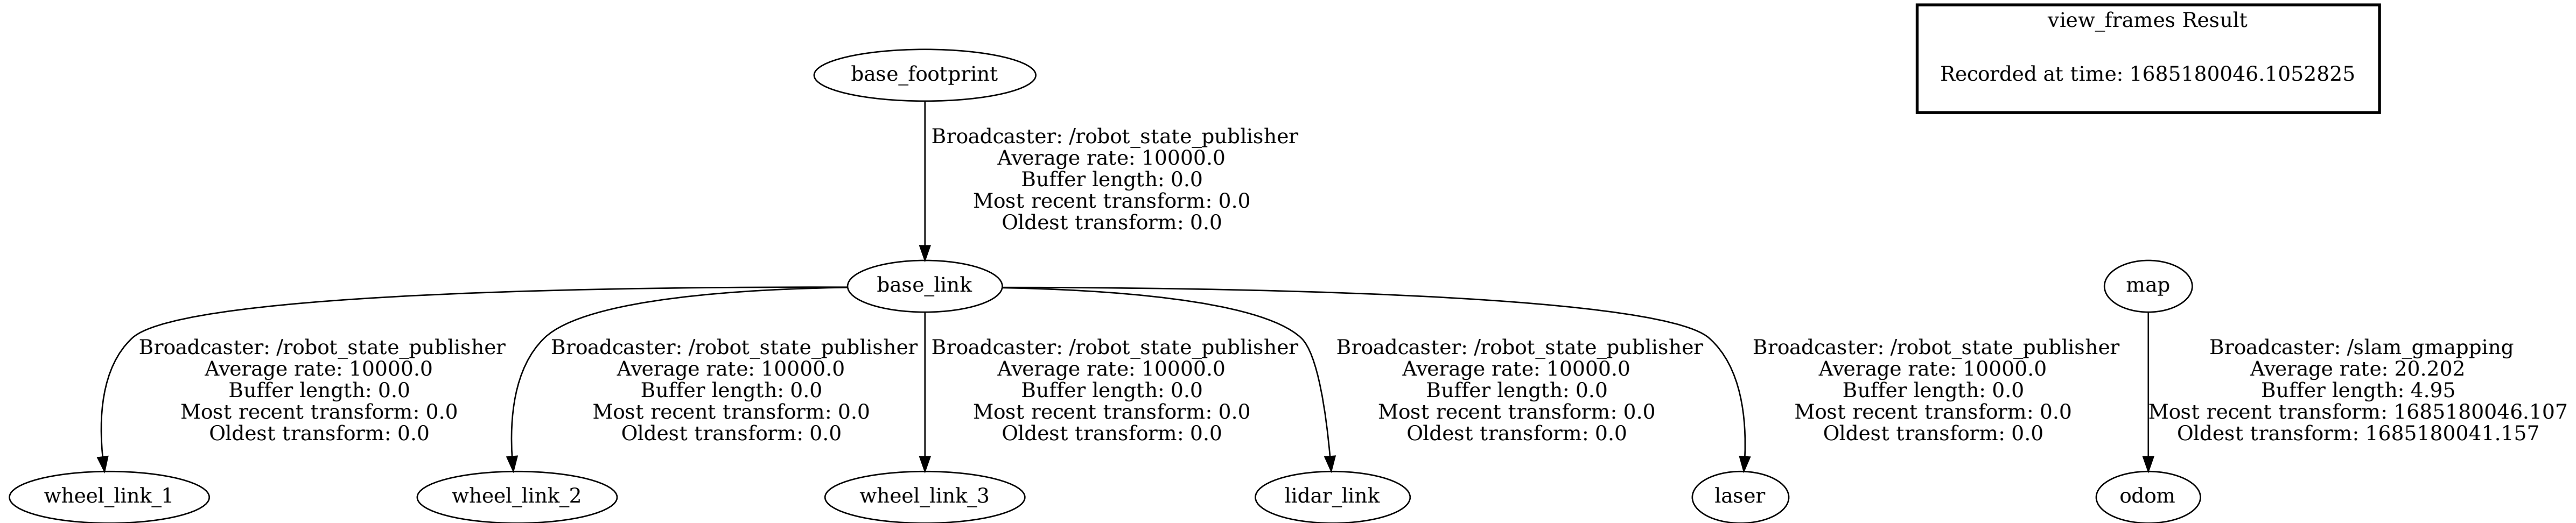 view_frames Result
Recorded at time: 1685180046.1052825
base_footprint
Broadcaster: /robot_state_publisher
Average rate: 10000.0
Buffer length: 0.0
Most recent transform: 0.0
Oldest transform: 0.0
base_link
map
Broadcaster: /robot_state_publisher
Average rate: 10000.0
Buffer length: 0.0
Most recent transform: 0.0
Oldest transform: 0.0
Broadcaster: /robot_state_publisher
Average rate: 10000.0
Buffer length: 0.0
Most recent transform: 0.0
Oldest transform: 0.0
Broadcaster: /robot_state_publisher
Average rate: 10000.0
Buffer length: 0.0
Most recent transform: 0.0
Oldest transform: 0.0
Broadcaster: /robot_state_publisher
Average rate: 10000.0
Buffer length: 0.0
Most recent transform: 0.0
Oldest transform: 0.0
Broadcaster: /robot_state_publisher
Average rate: 10000.0
Buffer length: 0.0
Most recent transform: 0.0
Oldest transform: 0.0
Broadcaster: /slam_gmapping
Average rate: 20.202
Buffer length: 4.95
Most recent transform: 1685180046.107
Oldest transform: 1685180041.157
wheel_link_1
wheel_link_2
wheel_link_3
lidar_link
laser
odom